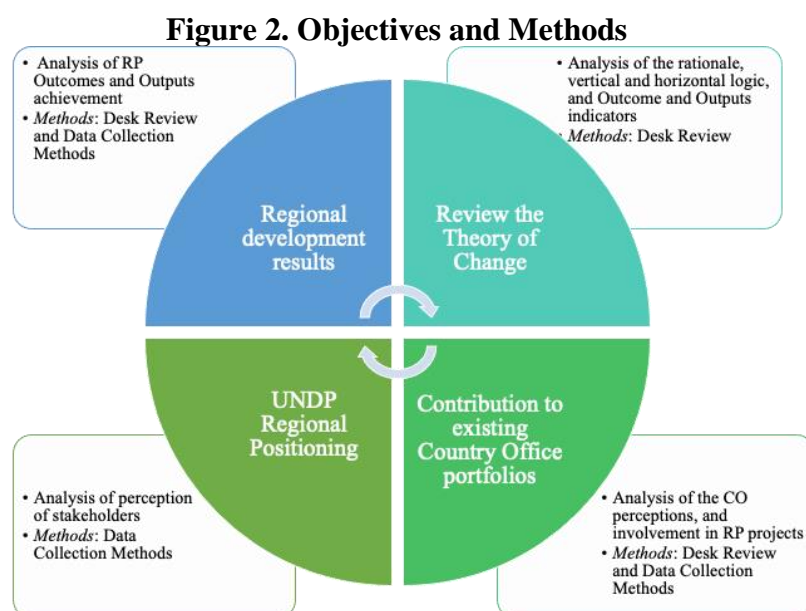 Figure 2. Objectives and Methods
• Analysis of RP
Outcomes and Outputs
achievement
• Methods: Desk Review
and Data Collection
Methods
• Analysis of the rationale,
vertical and horizontal logic,
and Outcome and Outputs
indicators
• Methods: Desk Review
Regional
development
results
Review the
Theory of
Change
UNDP
Regional
Positioning
Contribution to
existing
Country Office
portfolios
• Analysis of perception
of stakeholders
• Methods: Data
Collection Methods
• Analysis of the CO
perceptions, and
involvement in RP projects
• Methods: Desk Review
and Data Collection
Methods